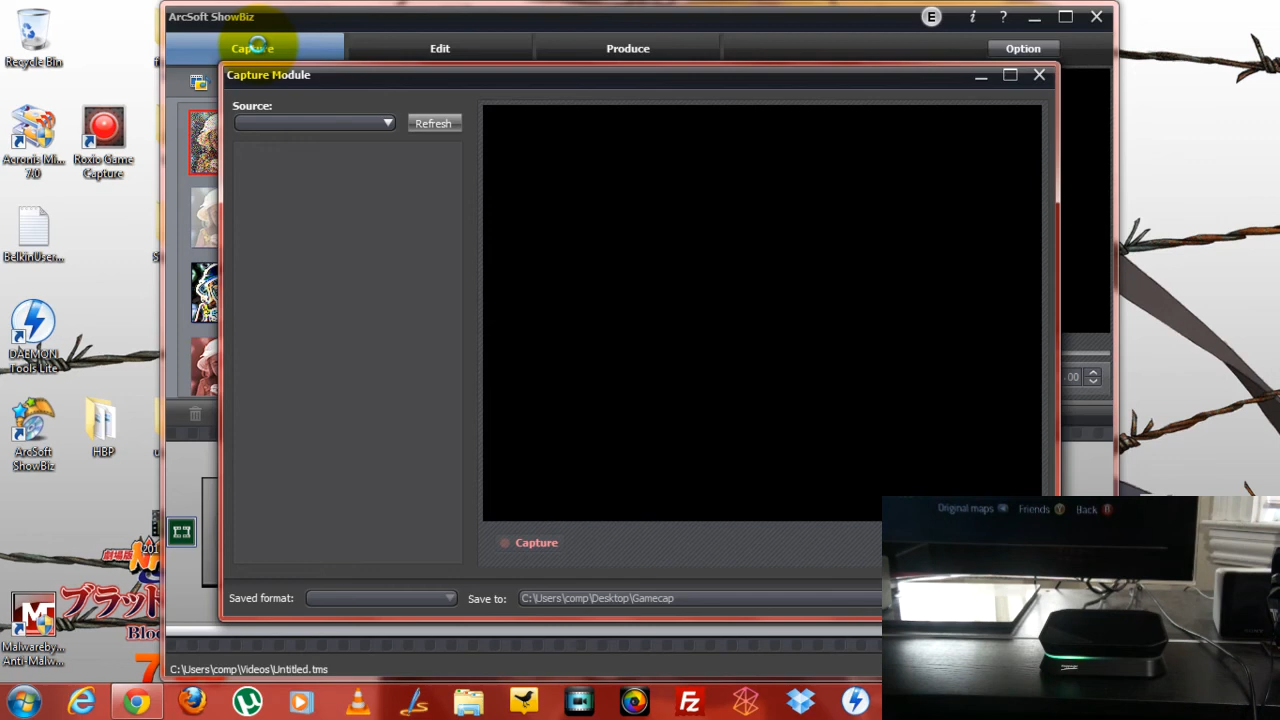 ArcSoft ShowBiz
E
i
?
Capture
Edit
Produce
Option
Capture Module
Source:
Refresh
Capture
Saved format:
Save to:
C:\Users\comp\Desktop\Gamecap
C:\Users\comp\Videos\Untitled.tms
Recycle Bin
Acronis Mi...
7.0
Roxio Game
Capture
BelkinUser...
DAEMON
Tools Lite
ArcSoft
ShowBiz
HBP
Malwareby...
Anti-Malw...
Original maps
Friends Y
Back B